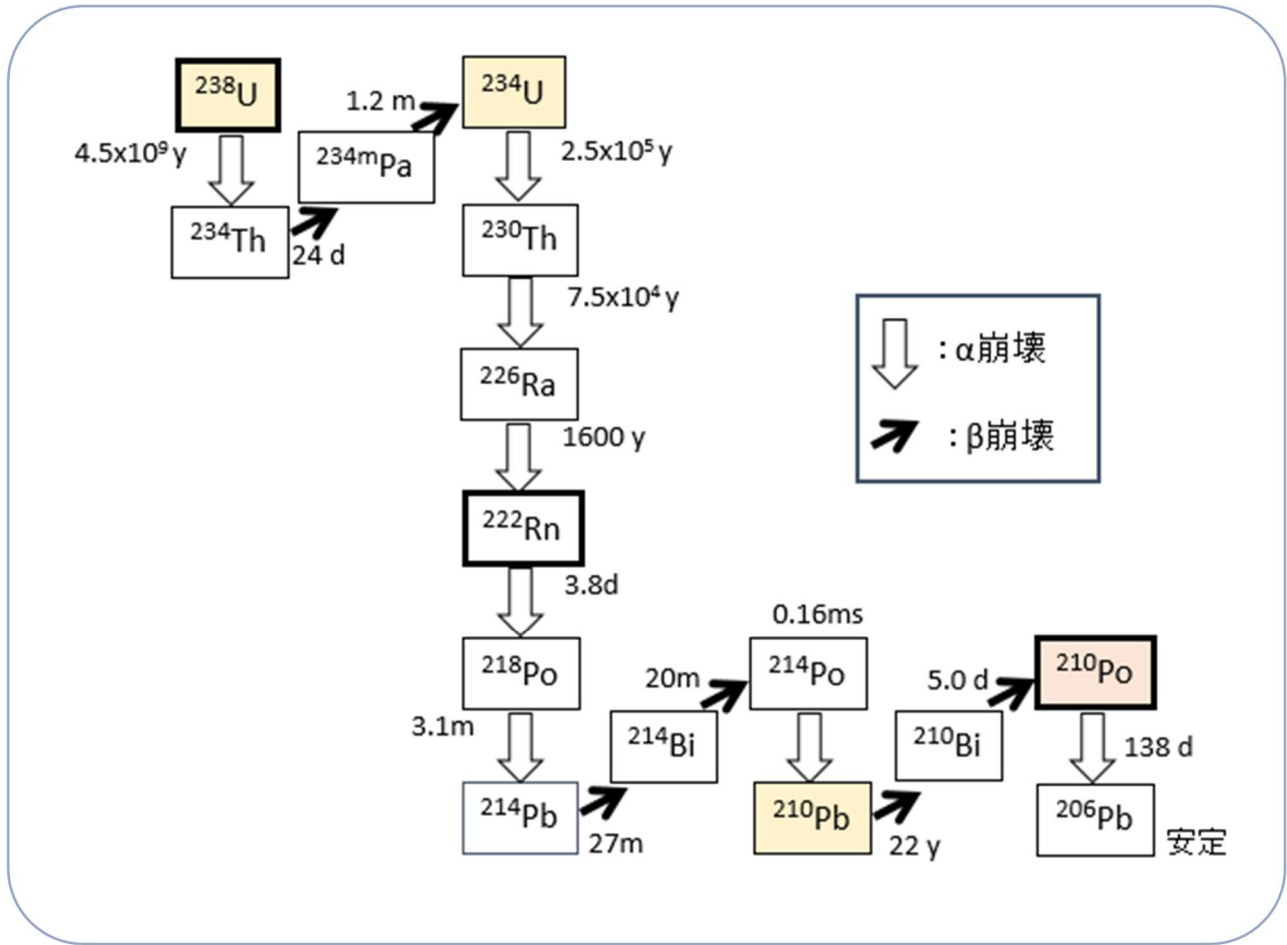 ²³⁸U
4.5x10⁹ y
²³⁴Th
24 d
²³⁴ᵐPa
1.2 m
²³⁴U
2.5x10⁵ y
²³⁰Th
7.5x10⁴ y
²²⁶Ra
1600 y
²²²Rn
3.8d
²¹⁸Po
3.1m
²¹⁴Pb
27m
²¹⁴Bi
20m
0.16ms
²¹⁴Po
²¹⁰Pb
22 y
²¹⁰Bi
5.0 d
²¹⁰Po
138 d
²⁰⁶Pb
安定
：α崩壊
：β崩壊